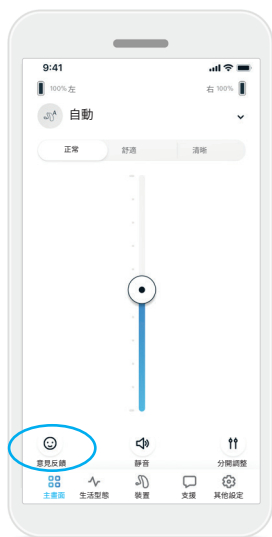 9:41
100% 左 右 100%
自動
正常 舒適 清晰
意見反饋 靜音 分開調整
主畫面 生活型態 裝置 支援 其他設定